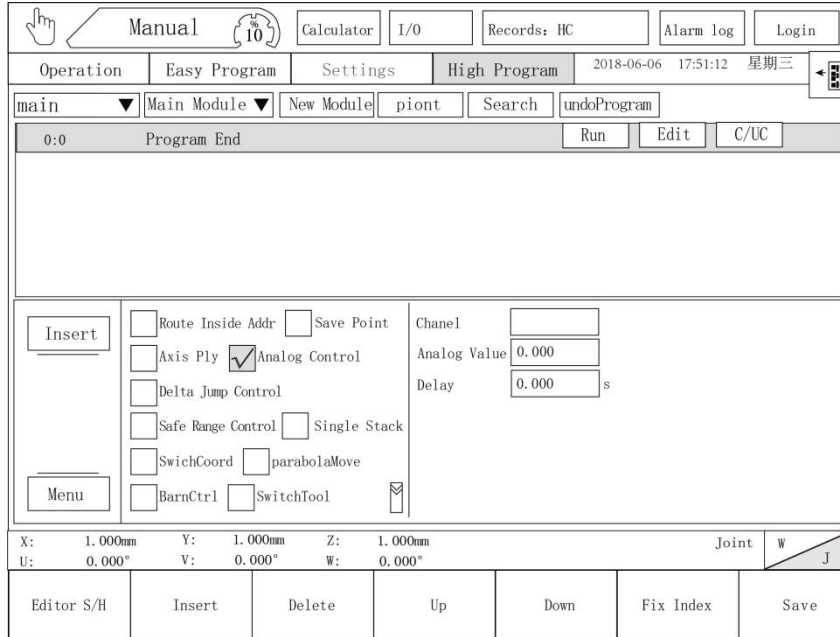 Manual % 10 Calculator I/O Records: HC Alarm log Login
Operation Easy Program Settings High Program 2018-06-06 17:51:12 星期三
main Main Module New Module piont Search undoProgram
0:0 Program End Run Edit C/UC
Insert
Route Inside Addr Save Point
Axis Ply Analog Control
Delta Jump Control
Safe Range Control Single Stack
SwichCoord parabolaMove
BarnCtrl SwitchTool
Menu
Chanel
Analog Value 0.000
Delay 0.000 s
X: 1.000mm Y: 1.000mm Z: 1.000mm Joint W J
U: 0.000° V: 0.000° W: 0.000°
Editor S/H Insert Delete Up Down Fix Index Save